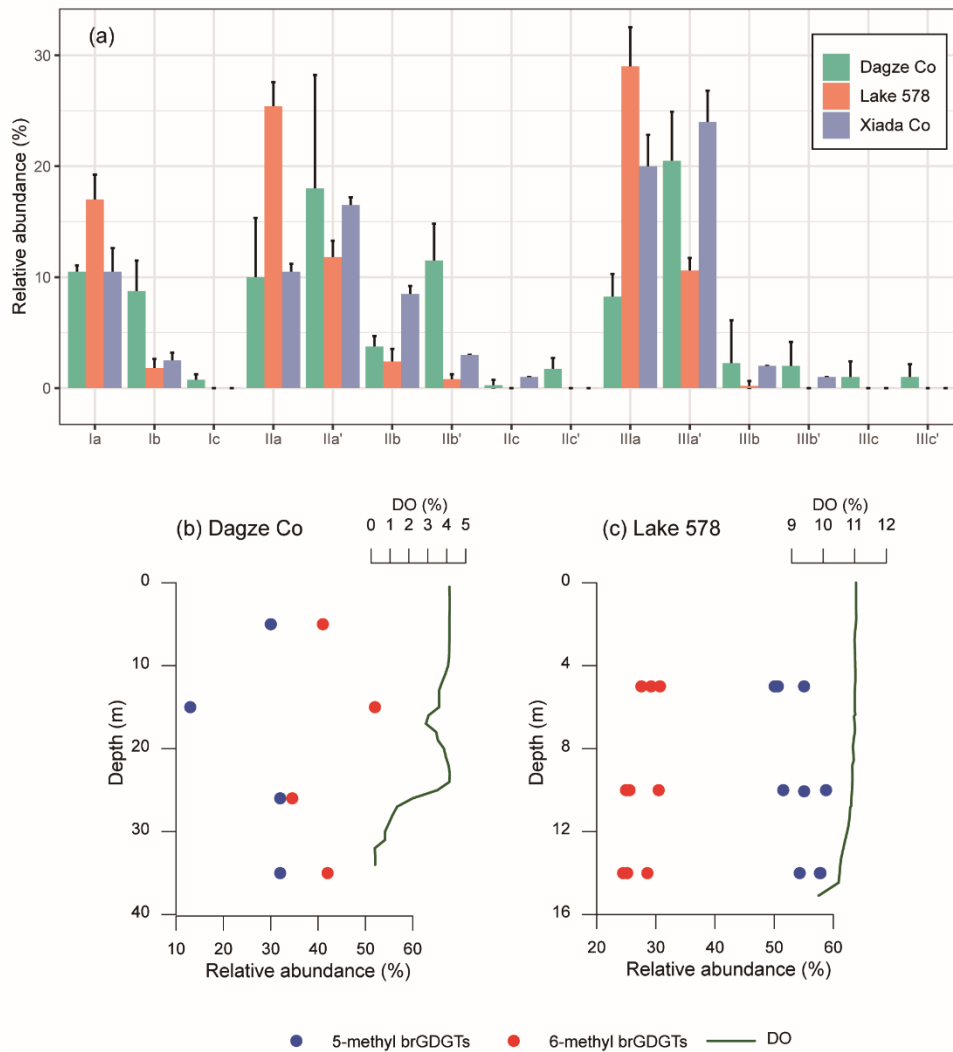 (a)
Dagze Co
Lake 578
Xiada Co
Relative abundance (%)
30
20
10
0
Ia Ib Ic IIa IIa' IIb IIb' IIc IIc' IIIa IIIa' IIIb IIIb' IIIc IIIc'
(b) Dagze Co
DO (%)
0 1 2 3 4 5
Depth (m)
0
10
20
30
40
10 20 30 40 50 60
Relative abundance (%)
(c) Lake 578
DO (%)
9 10 11 12
Depth (m)
0
4
8
12
16
20 30 40 50 60
Relative abundance (%)
5-methyl brGDGTs 6-methyl brGDGTs DO